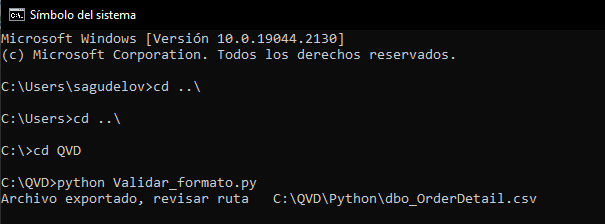 Símbolo del sistema
Microsoft Windows [Versión 10.0.19044.2130]
(c) Microsoft Corporation. Todos los derechos reservados.
C:\Users\sagudelov>cd ..\
C:\Users>cd ..\
C:\>cd QVD
C:\QVD>python Validar_formato.py
Archivo exportado, revisar ruta   C:\QVD\Python\dbo_OrderDetail.csv